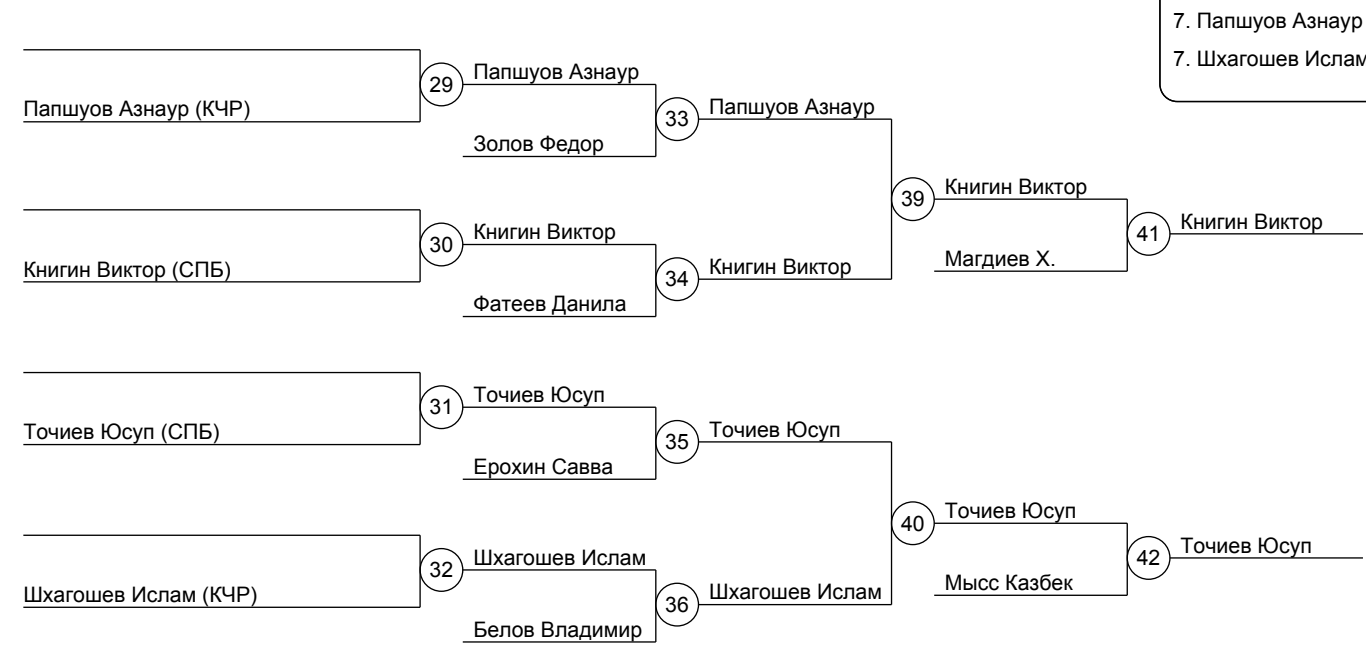 7. Папшуов Азнаур
7. Шхагошев Ислам
Папшуов Азнаур (КЧР)
29
Папшуов Азнаур
Золов Федор
33
Папшуов Азнаур
Книгин Виктор (СПБ)
30
Книгин Виктор
Фатеев Данила
34
Книгин Виктор
39
Книгин Виктор
Магдиев Х.
41
Книгин Виктор
Точиев Юсуп (СПБ)
31
Точиев Юсуп
Ерохин Савва
35
Точиев Юсуп
Шхагошев Ислам (КЧР)
32
Шхагошев Ислам
Белов Владимир
36
Шхагошев Ислам
40
Точиев Юсуп
Мысс Казбек
42
Точиев Юсуп